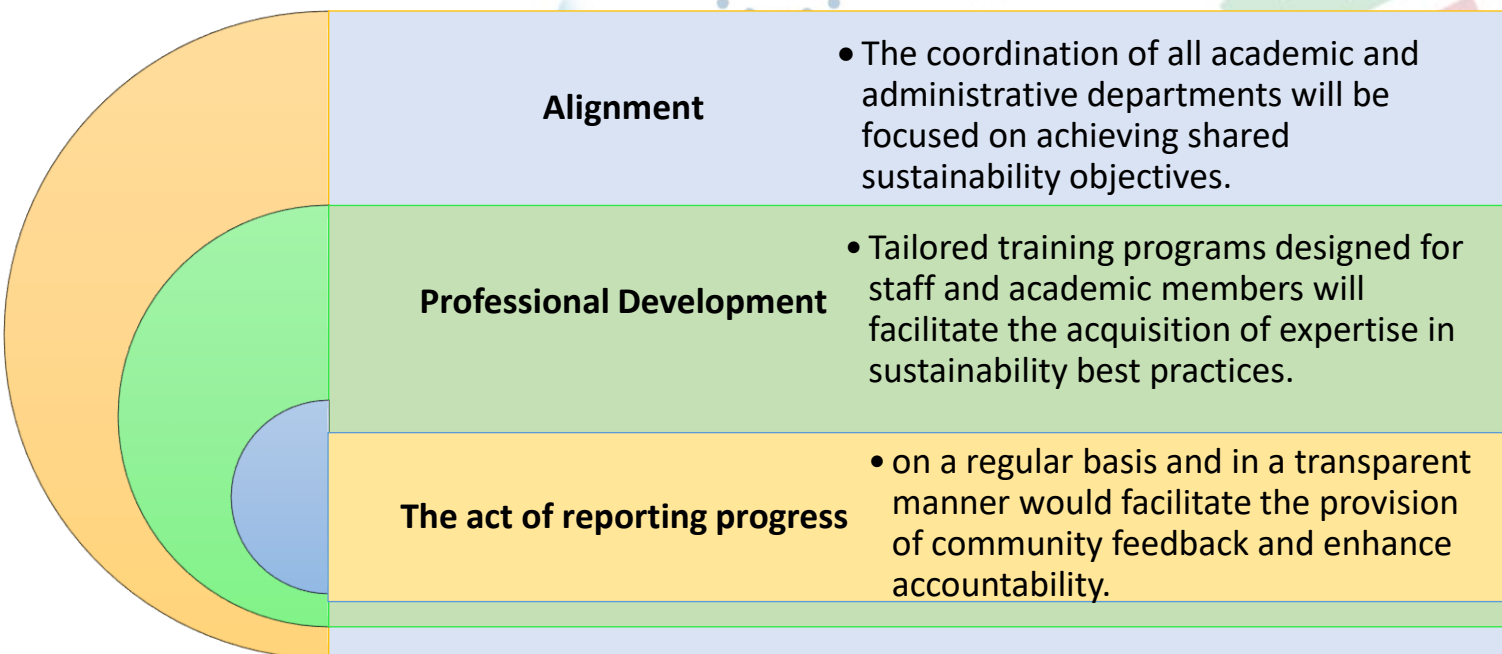 Alignment
• The coordination of all academic and
administrative departments will be
focused on achieving shared
sustainability objectives.
Professional Development
• Tailored training programs designed for
staff and academic members will
facilitate the acquisition of expertise in
sustainability best practices.
The act of reporting progress
• on a regular basis and in a transparent
manner would facilitate the provision
of community feedback and enhance
accountability.